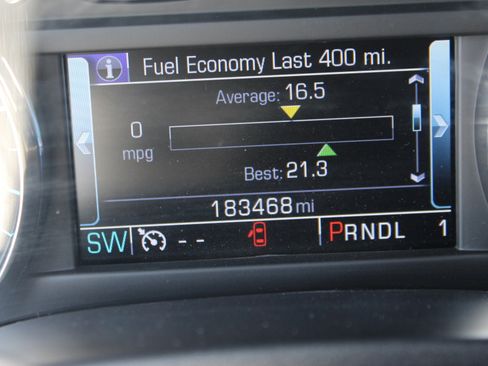 Fuel Economy Last 400 mi.
Average: 16.5
0
mpg
Best: 21.3
183468 mi
SW -- PRNDL 1